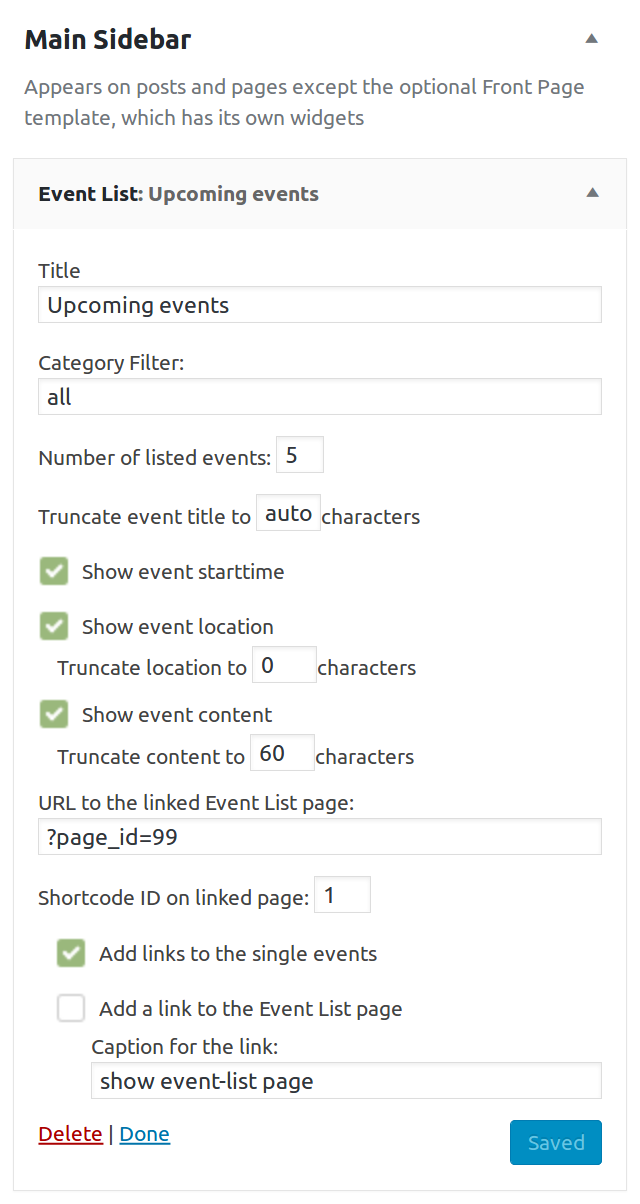 Main Sidebar
Appears on posts and pages except the optional Front Page
template, which has its own widgets
Event List: Upcoming events
Title
Upcoming events
Category Filter:
all
Number of listed events: 5
Truncate event title to auto characters
Show event starttime
Show event location
Truncate location to 0 characters
Show event content
Truncate content to 60 characters
URL to the linked Event List page:
?page_id=99
Shortcode ID on linked page: 1
Add links to the single events
Add a link to the Event List page
Caption for the link:
show event-list page
Delete | Done Saved